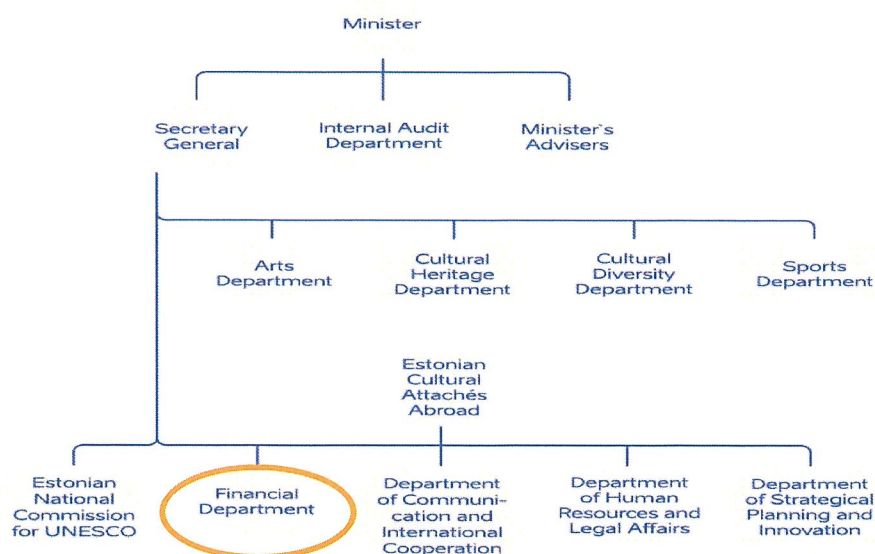 Minister
Secretary
General
Internal Audit
Department
Minister`s
Advisers
Arts
Department
Cultural
Heritage
Department
Cultural
Diversity
Department
Sports
Department
Estonian
Cultural
Attachés
Abroad
Estonian
National
Commission
for UNESCO
Financial
Department
Department
of Communi-
cation and
International
Cooperation
Department
of Human
Resources and
Legal Affairs
Department
of Strategical
Planning and
Innovation